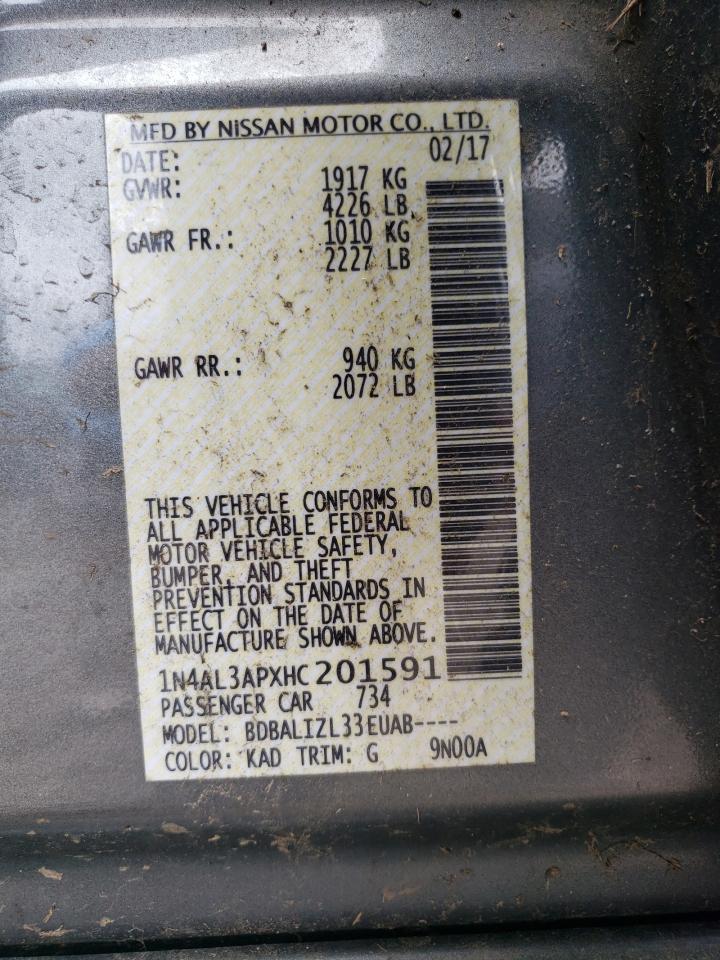 MFD BY NISSAN MOTOR CO., LTD.
DATE: 02/17
GVWR: 1917 KG
4226 LB
GAWR FR.: 1010 KG
2227 LB
GAWR RR.: 940 KG
2072 LB
THIS VEHICLE CONFORMS TO
ALL APPLICABLE FEDERAL
MOTOR VEHICLE SAFETY,
BUMPER, AND THEFT
PREVENTION STANDARDS IN
EFFECT ON THE DATE OF
MANUFACTURE SHOWN ABOVE.
1N4AL3APXHC201591
PASSENGER CAR 734
MODEL: BDBALIZL33EUAB----
COLOR: KAD TRIM: G 9N00A